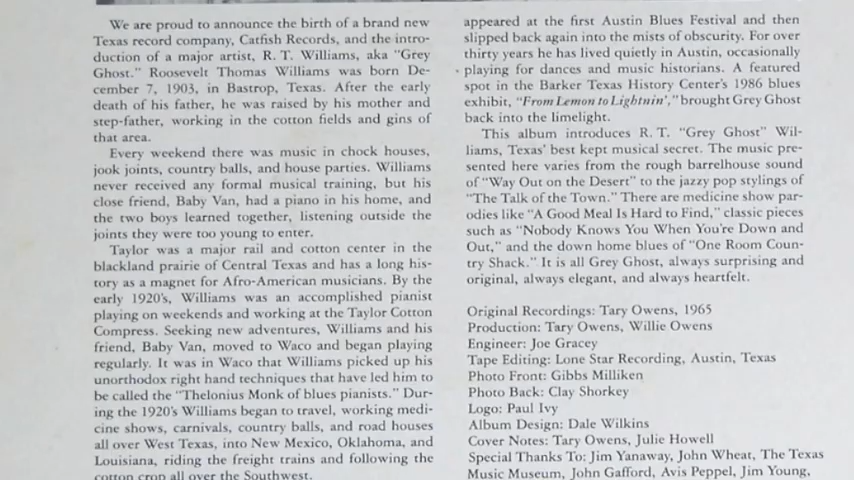 We are proud to announce the birth of a brand new
Texas record company, Catfish Records, and the intro-
duction of a major artist, R. T. Williams, aka "Grey
Ghost." Roosevelt Thomas Williams was born De-
cember 7, 1903, in Bastrop, Texas. After the early
death of his father, he was raised by his mother and
step-father, working in the cotton fields and gins of
that area.
Every weekend there was music in chock houses,
jook joints, country balls, and house parties. Williams
never received any formal musical training, but his
close friend, Baby Van, had a piano in his home, and
the two boys learned together, listening outside the
joints they were too young to enter.
Taylor was a major rail and cotton center in the
blackland prairie of Central Texas and has a long his-
tory as a magnet for Afro-American musicians. By the
early 1920's, Williams was an accomplished pianist
playing on weekends and working at the Taylor Cotton
Compress. Seeking new adventures, Williams and his
friend, Baby Van, moved to Waco and began playing
regularly. It was in Waco that Williams picked up his
unorthodox right hand techniques that have led him to
be called the "Thelonius Monk of blues pianists." Dur-
ing the 1920's Williams began to travel, working medi-
cine shows, carnivals, country balls, and road houses
all over West Texas, into New Mexico, Oklahoma, and
Louisiana, riding the freight trains and following the
cotton crop all over the Southwest.
appeared at the first Austin Blues Festival and then
slipped back again into the mists of obscurity. For over
thirty years he has lived quietly in Austin, occasionally
playing for dances and music historians. A featured
spot in the Barker Texas History Center's 1986 blues
exhibit, "From Lemon to Lightnin'," brought Grey Ghost
back into the limelight.
This album introduces R. T. "Grey Ghost" Wil-
liams, Texas' best kept musical secret. The music pre-
sented here varies from the rough barrelhouse sound
of "Way Out on the Desert" to the jazzy pop stylings of
"The Talk of the Town." There are medicine show par-
odies like "A Good Meal Is Hard to Find," classic pieces
such as "Nobody Knows You When You're Down and
Out," and the down home blues of "One Room Coun-
try Shack." It is all Grey Ghost, always surprising and
original, always elegant, and always heartfelt.
Original Recordings: Tary Owens, 1965
Production: Tary Owens, Willie Owens
Engineer: Joe Gracey
Tape Editing: Lone Star Recording, Austin, Texas
Photo Front: Gibbs Milliken
Photo Back: Clay Shorkey
Logo: Paul Ivy
Album Design: Dale Wilkins
Cover Notes: Tary Owens, Julie Howell
Special Thanks To: Jim Yanaway, John Wheat, The Texas
Music Museum, John Gafford, Avis Peppel, Jim Young,